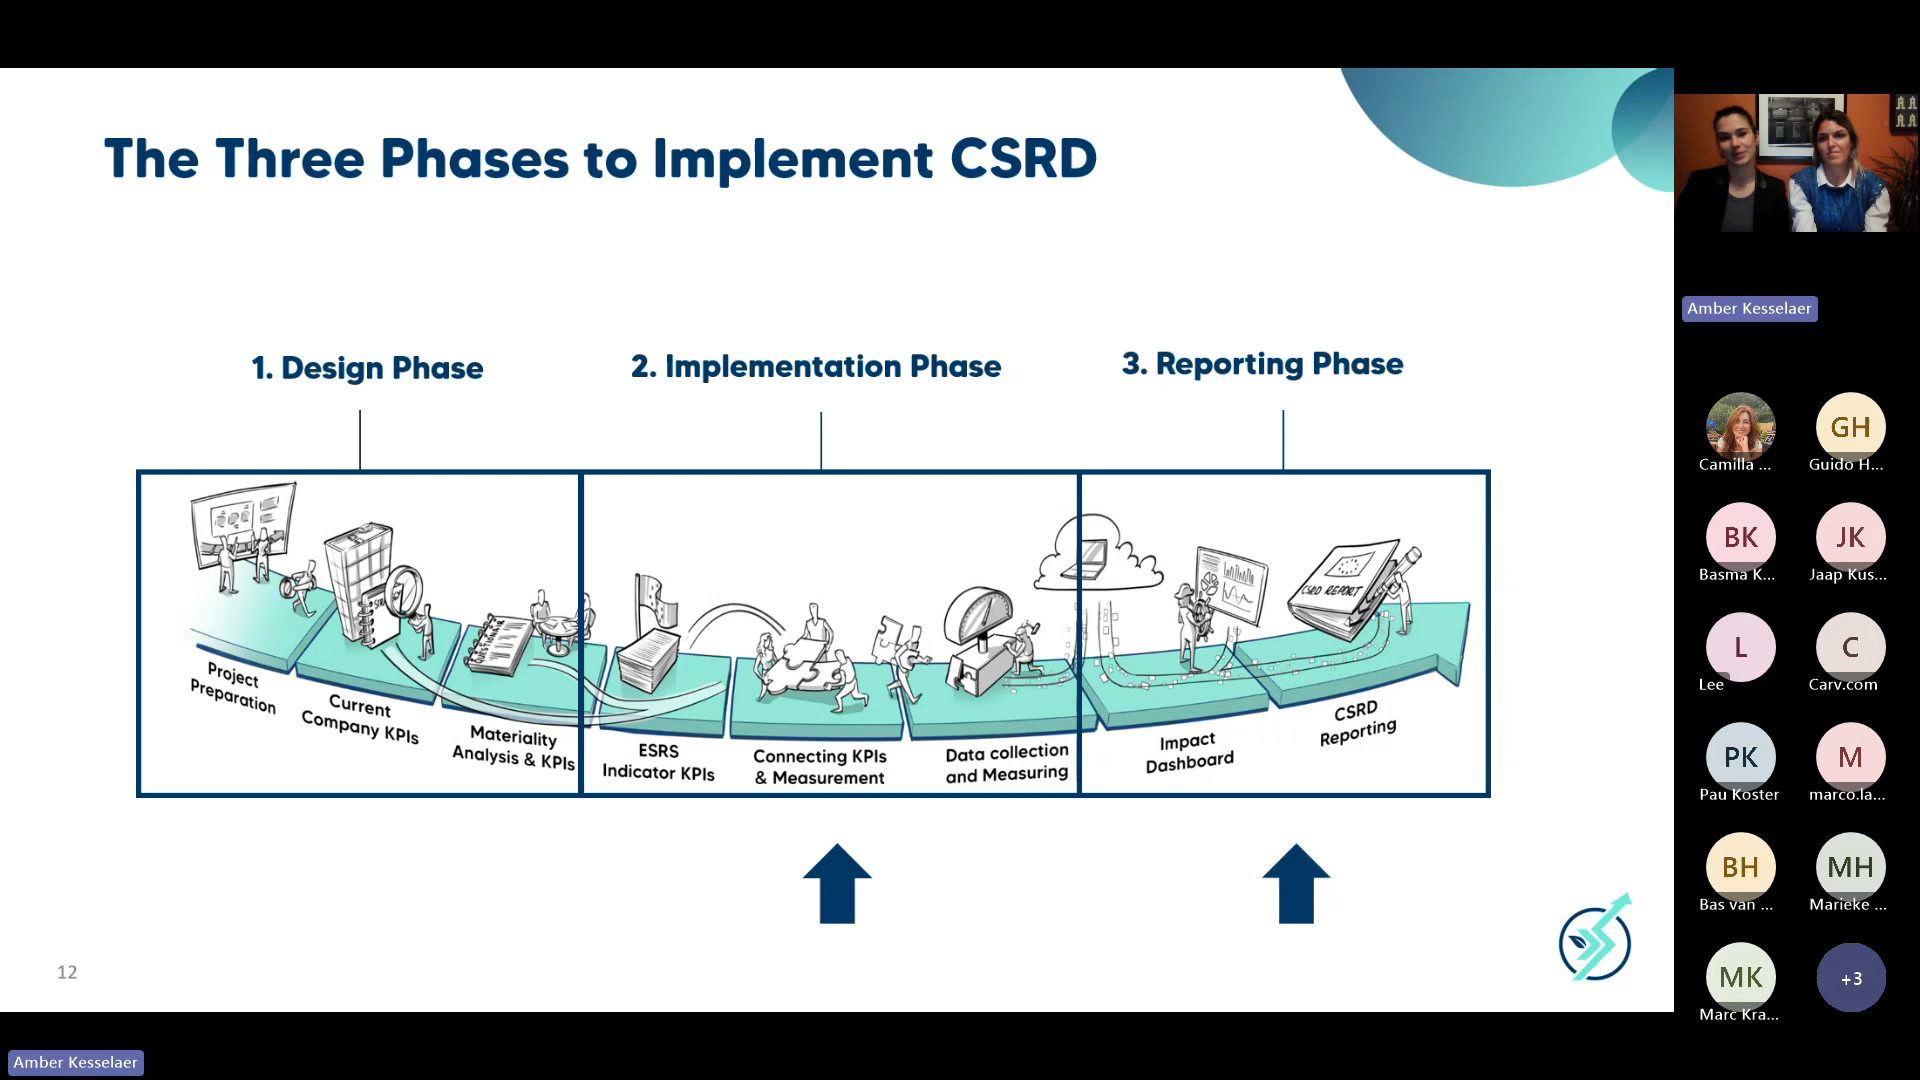 The Three Phases to Implement CSRD
1. Design Phase
2. Implementation Phase
3. Reporting Phase
QUESTIONNAIRE
CSRD REPORT
Project
Preparation
Current
Company KPIs
Materiality
Analysis & KPIs
ESRS
Indicator KPIs
Connecting KPIs
& Measurement
Data collection
and Measuring
Impact
Dashboard
CSRD
Reporting
12
Amber Kesselaer
Amber Kesselaer
Camilla ...
GH
Guido H...
BK
Basma K...
JK
Jaap Kus...
L
Lee
C
Carv.com
PK
Pau Koster
M
marco.la...
BH
Bas van ...
MH
Marieke ...
MK
Marc Kra...
+3